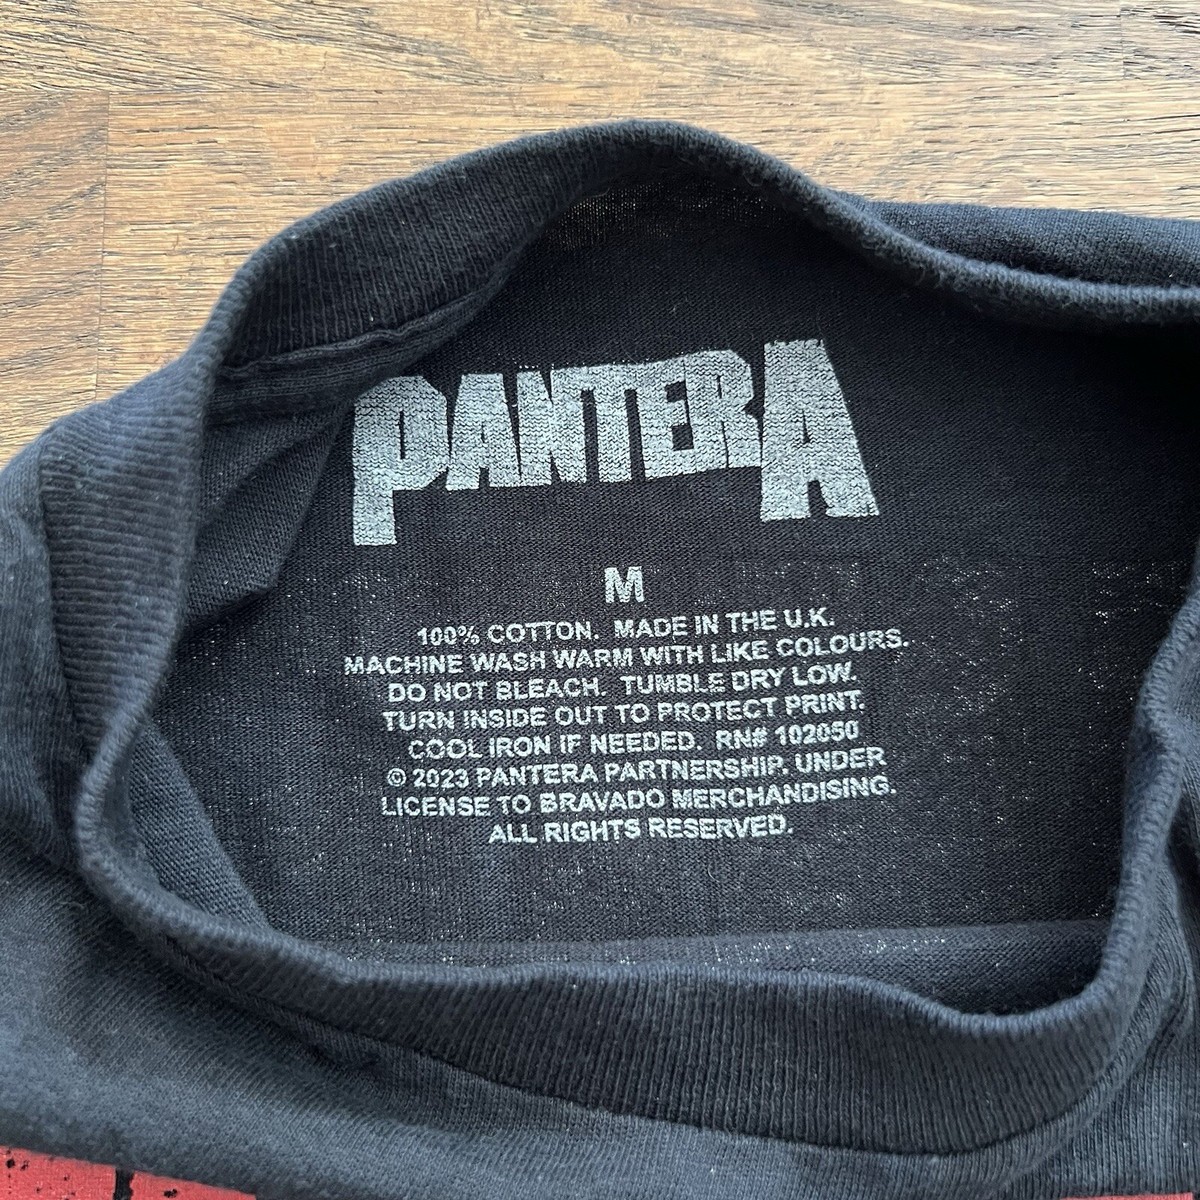 PANTERA
M
100% COTTON. MADE IN THE U.K.
MACHINE WASH WARM WITH LIKE COLOURS.
DO NOT BLEACH. TUMBLE DRY LOW.
TURN INSIDE OUT TO PROTECT PRINT.
COOL IRON IF NEEDED. RN# 102050
© 2023 PANTERA PARTNERSHIP. UNDER
LICENSE TO BRAVADO MERCHANDISING.
ALL RIGHTS RESERVED.